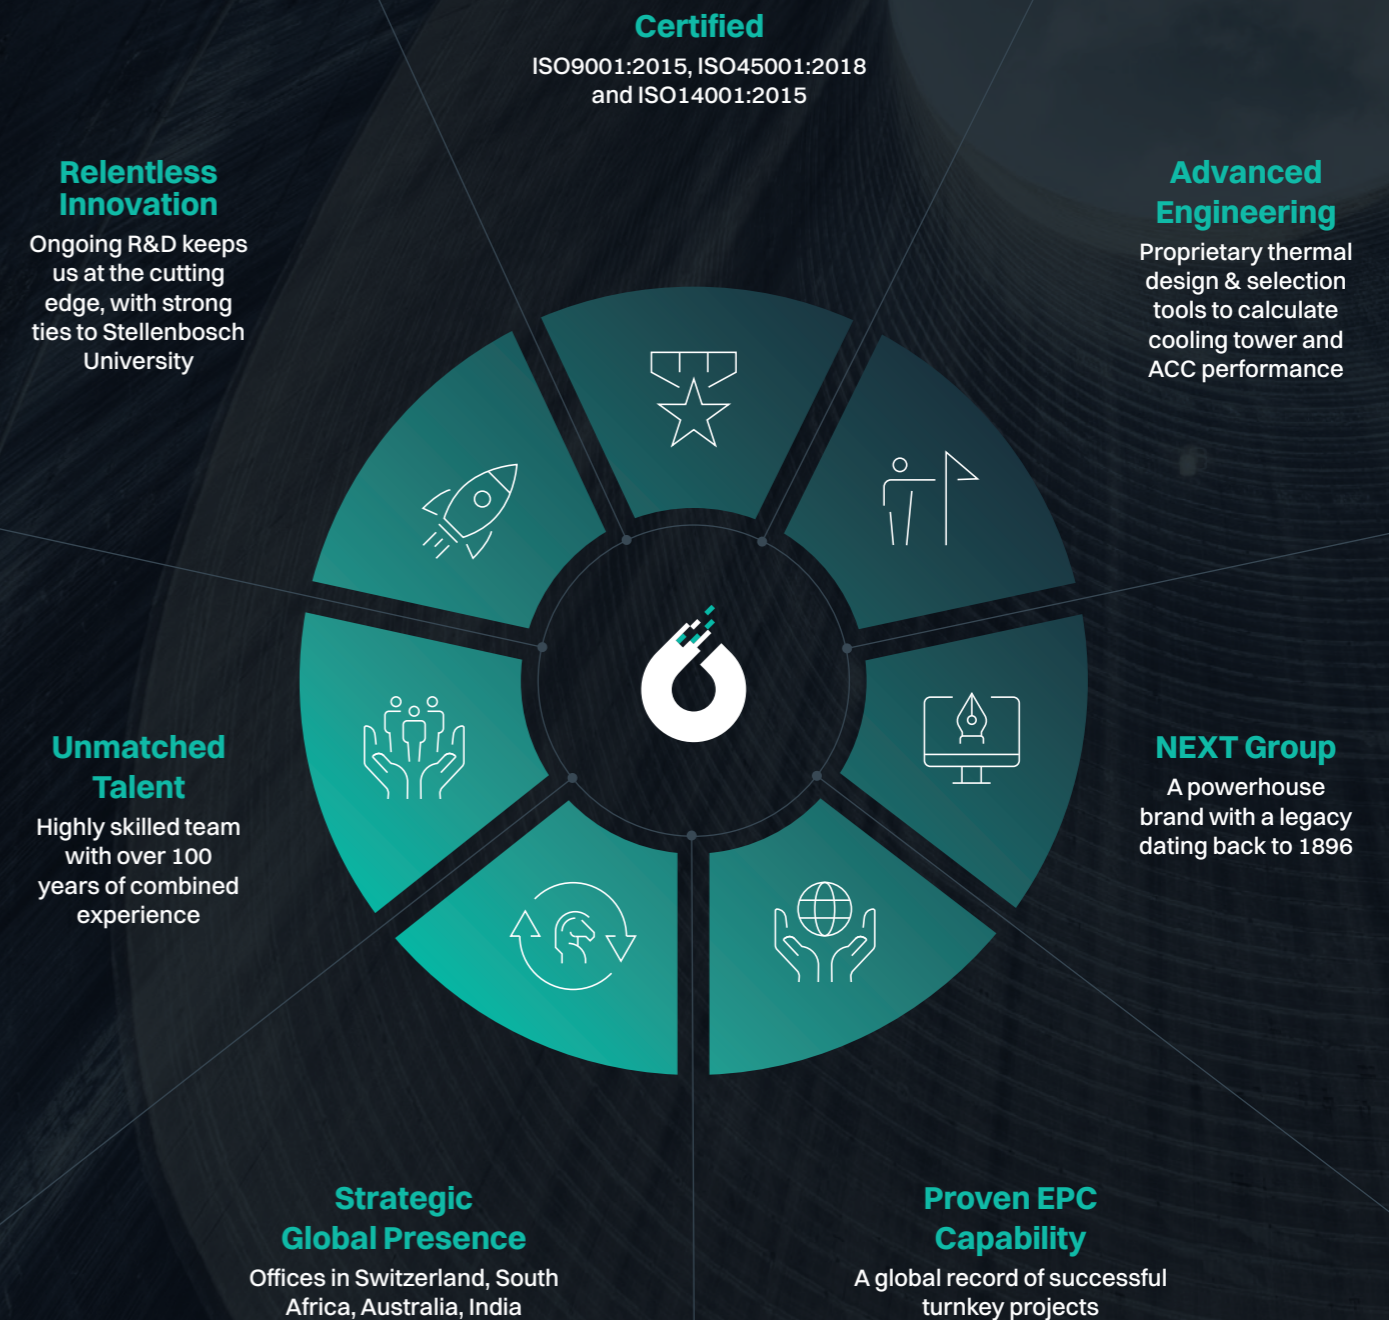 Certified
ISO9001:2015, ISO45001:2018
and ISO14001:2015
Relentless
Innovation
Ongoing R&D keeps
us at the cutting
edge, with strong
ties to Stellenbosch
University
Advanced
Engineering
Proprietary thermal
design & selection
tools to calculate
cooling tower and
ACC performance
Unmatched
Talent
Highly skilled team
with over 100
years of combined
experience
NEXT Group
A powerhouse
brand with a legacy
dating back to 1896
Strategic
Global Presence
Offices in Switzerland, South
Africa, Australia, India
Proven EPC
Capability
A global record of successful
turnkey projects